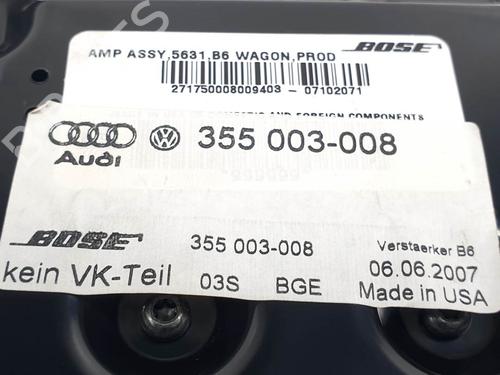 AMP ASSY,5631,B6 WAGON,PROD
BOSE
271750008009403 - 07102071
AND FOREIGN COMPONENTS
Audi
355 003-008
BOSE
355 003-008
Verstaerker B6
kein VK-Teil
03S
BGE
06.06.2007
Made in USA